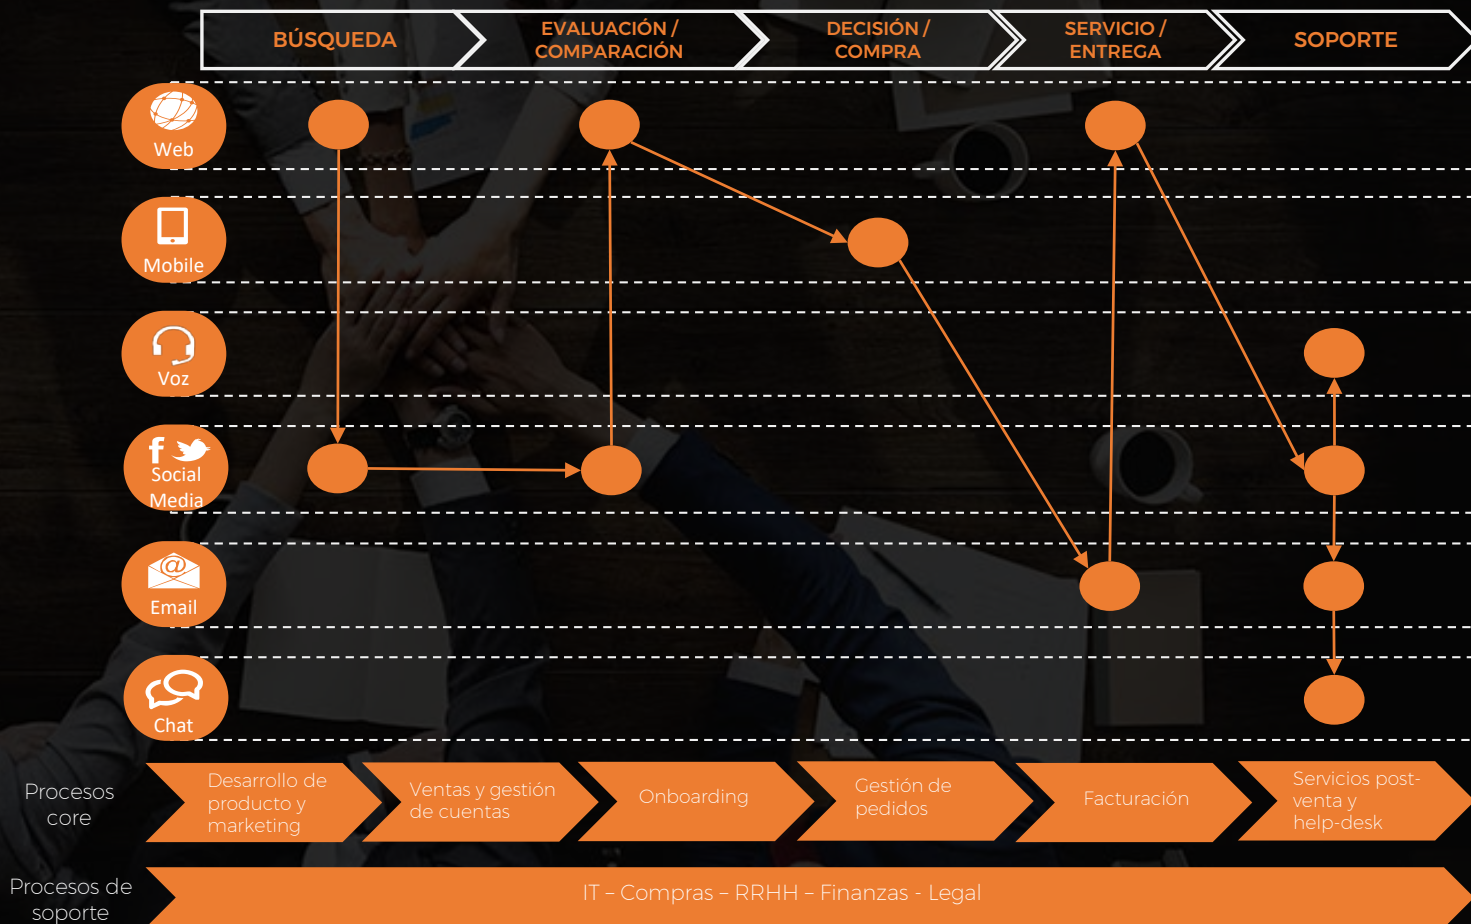 BÚSQUEDA
EVALUACIÓN /
COMPARACIÓN
DECISIÓN /
COMPRA
SERVICIO /
ENTREGA
SOPORTE
Web
Mobile
Voz
Social
Media
Email
Chat
Procesos
core
Desarrollo de
producto y
marketing
Ventas y gestión
de cuentas
Onboarding
Gestión de
pedidos
Facturación
Servicios post-
venta y
help-desk
Procesos de
soporte
IT – Compras – RRHH – Finanzas - Legal